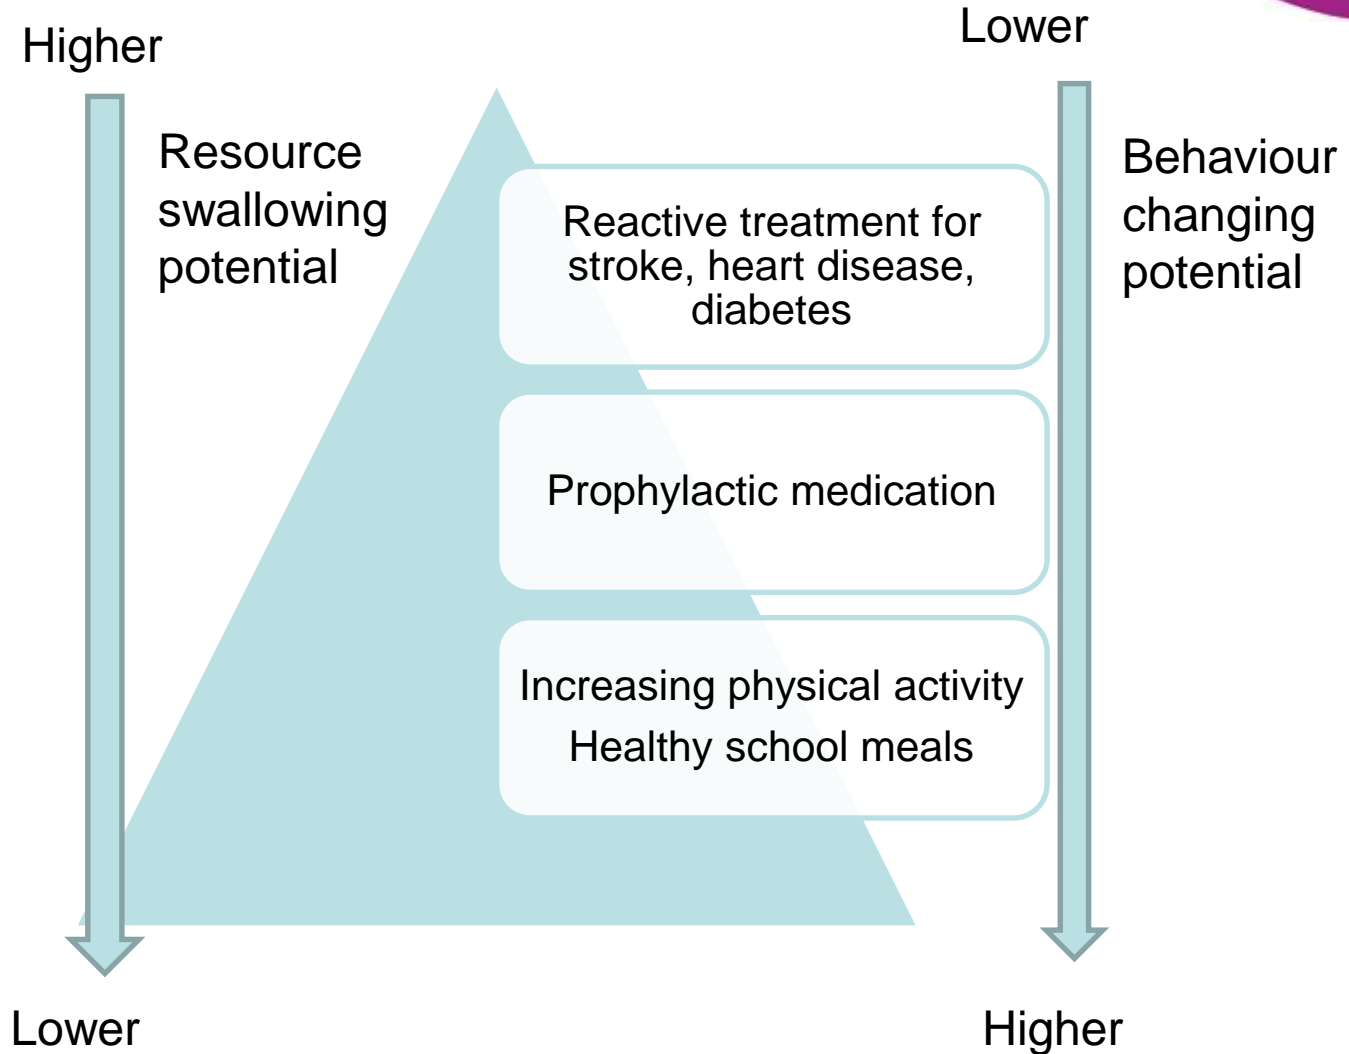 Higher
Lower
Resource
swallowing
potential
Behaviour
changing
potential
Reactive treatment for
stroke, heart disease,
diabetes
Prophylactic medication
Increasing physical activity
Healthy school meals
Lower
Higher